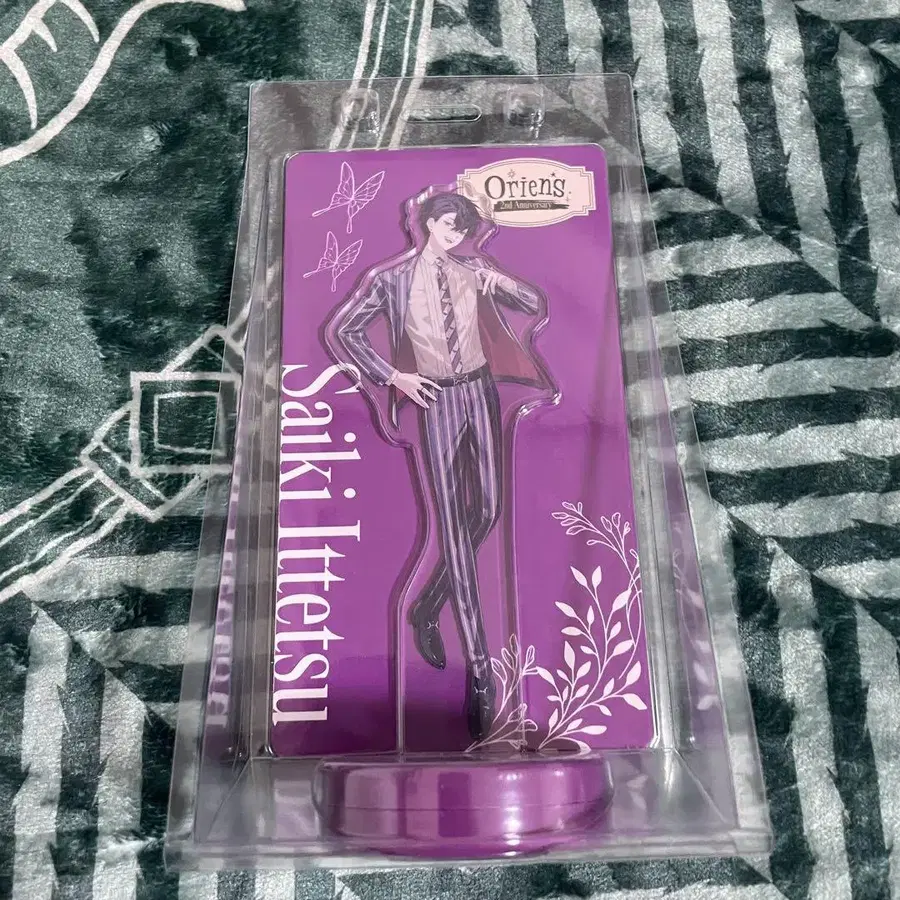 Oriens
2nd Anniversary
Saiki Ittetsu